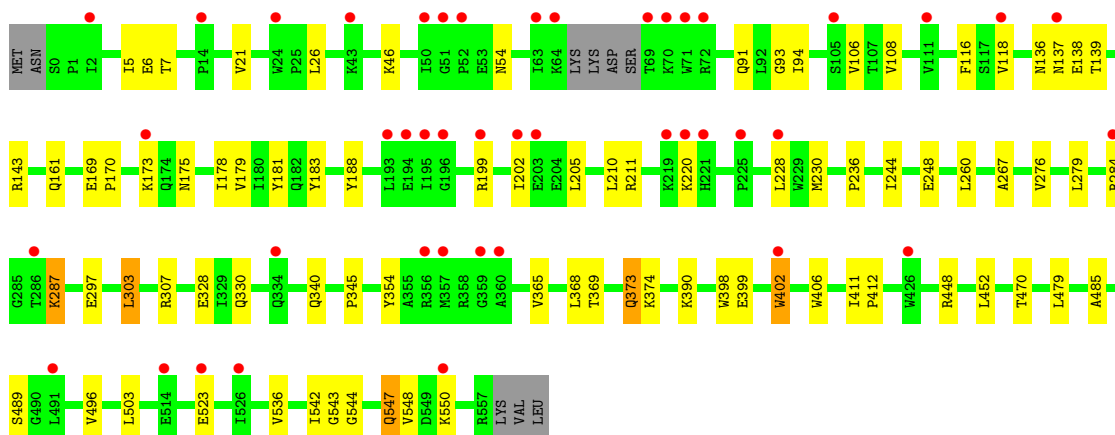 MET ASN S0 P1 I2 I5 E6 T7 P14 V21 W24 P25 L26 K43 K46 I50 G51 P52 E53 N54 I63 K64 LYS LYS ASP SER T69 K70 W71 R72 Q91 L92 G93 I94 S105 V106 T107 V108 V111 F116 S117 V118 N136 N137 E138 T139
R143 Q161 E169 P170 K173 Q174 N175 I178 V179 I180 Y181 Q182 Y183 Y188 L193 E194 I195 G196 R199 I202 E203 E204 L205 L210 R211 K219 K220 H221 P225 L228 W229 M230 P236 I244 E248 L260 A267 V276 L279 R284
G285 T286 K287 E297 L303 R307 E328 I329 Q330 Q334 Q340 P345 Y354 A355 R356 M357 R358 G359 A360 V365 L368 T369 Q373 K374 K390 W398 E399 W402 W406 I411 P412 W426 R448 L452 T470 L479 A485
S489 G490 L491 V496 L503 E514 E523 I526 V536 I542 G543 G544 Q547 V548 D549 K550 R557 LYS VAL LEU